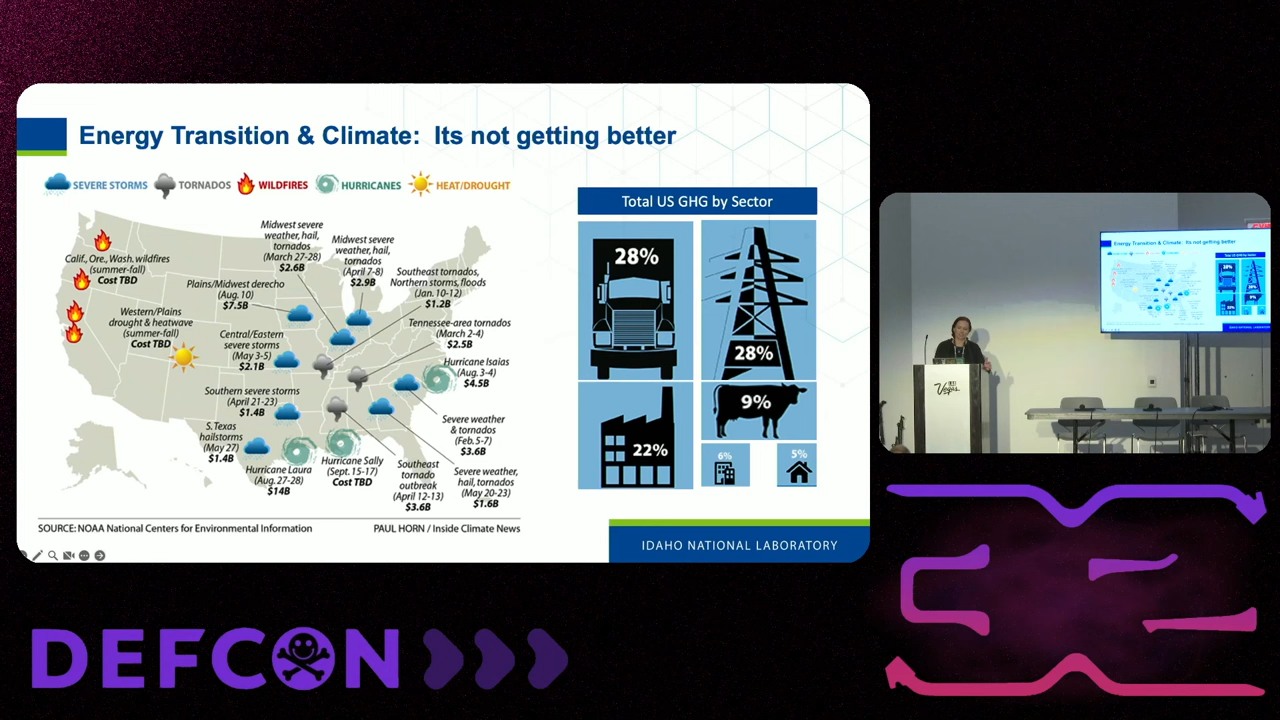 Energy Transition & Climate: Its not getting better
SEVERE STORMS
TORNADOS
WILDFIRES
HURRICANES
HEAT/DROUGHT
Calif., Ore., Wash. wildfires
(summer-fall)
Cost TBD
Midwest severe
weather, hail,
tornados
(March 27-28)
$2.6B
Midwest severe
weather, hail,
tornados
(April 7-8)
$2.9B
Southeast tornados,
Northern storms, floods
(Jan. 10-12)
$1.2B
Plains/Midwest derecho
(Aug. 10)
$7.5B
Western/Plains
drought & heatwave
(summer-fall)
Cost TBD
Central/Eastern
severe storms
(May 3-5)
$2.1B
Tennessee-area tornados
(March 2-4)
$2.5B
Hurricane Isaias
(Aug. 3-4)
$4.5B
Southern severe storms
(April 21-23)
$1.4B
S. Texas
hailstorms
(May 27)
$1.4B
Hurricane Laura
(Aug. 27-28)
$14B
Hurricane Sally
(Sept. 15-17)
Cost TBD
Southeast
tornado
outbreak
(April 12-13)
$3.6B
Severe weather
& tornados
(Feb. 5-7)
$3.6B
Severe weather,
hail, tornados
(May 20-23)
$1.6B
SOURCE: NOAA National Centers for Environmental Information
PAUL HORN / Inside Climate News
Total US GHG by Sector
28%
28%
22%
9%
6%
5%
IDAHO NATIONAL LABORATORY
Energy Transition & Climate: Its not getting better
Vegas
DEFCON